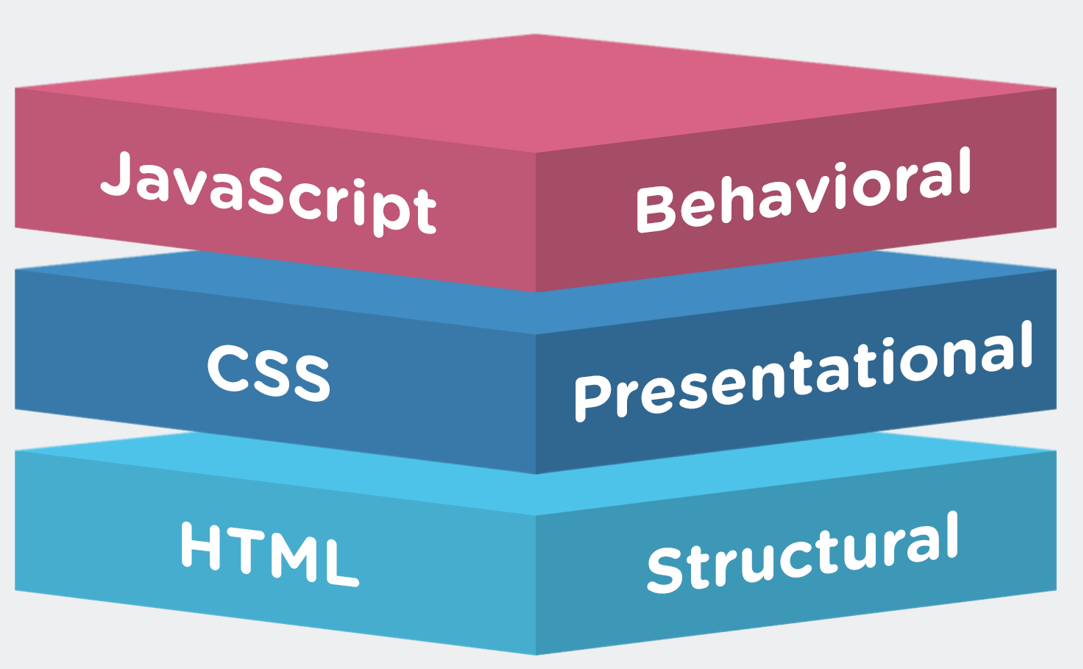 JavaScript
Behavioral
CSS
Presentational
HTML
Structural